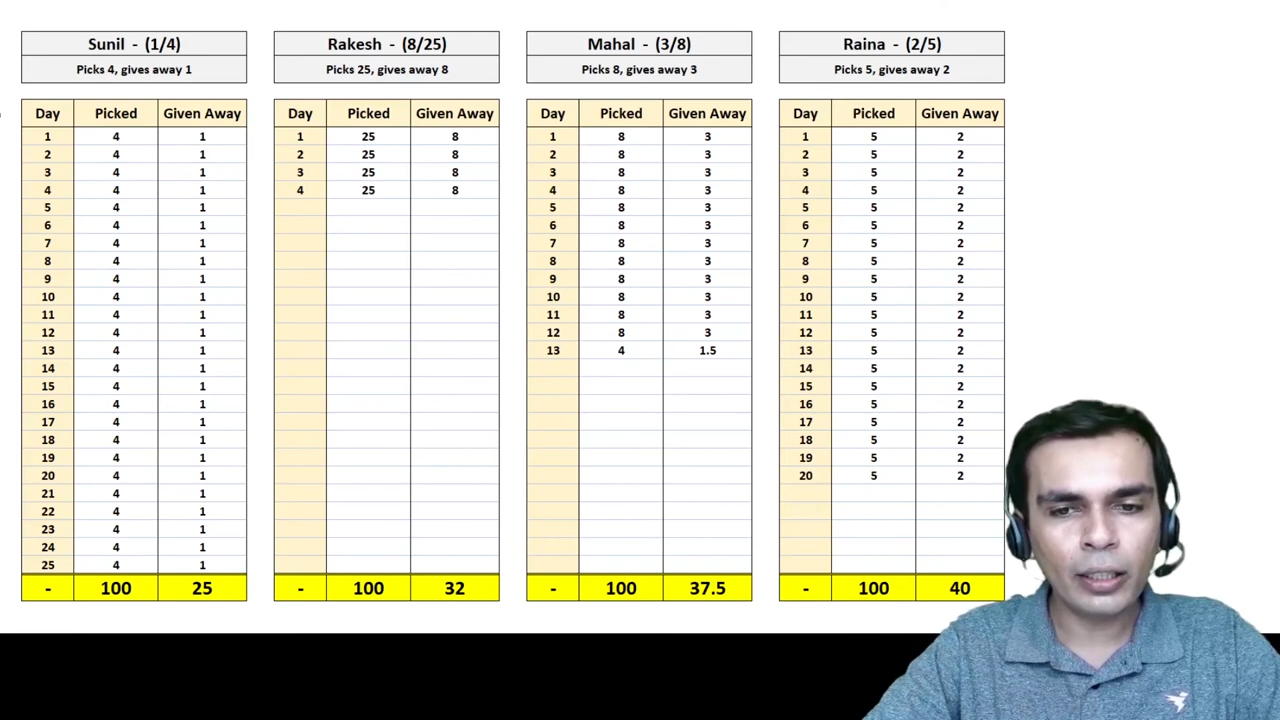 Sunil - (1/4)
Picks 4, gives away 1
Day Picked Given Away
1 4 1
2 4 1
3 4 1
4 4 1
5 4 1
6 4 1
7 4 1
8 4 1
9 4 1
10 4 1
11 4 1
12 4 1
13 4 1
14 4 1
15 4 1
16 4 1
17 4 1
18 4 1
19 4 1
20 4 1
21 4 1
22 4 1
23 4 1
24 4 1
25 4 1
- 100 25
Rakesh - (8/25)
Picks 25, gives away 8
Day Picked Given Away
1 25 8
2 25 8
3 25 8
4 25 8
- 100 32
Mahal - (3/8)
Picks 8, gives away 3
Day Picked Given Away
1 8 3
2 8 3
3 8 3
4 8 3
5 8 3
6 8 3
7 8 3
8 8 3
9 8 3
10 8 3
11 8 3
12 8 3
13 4 1.5
- 100 37.5
Raina - (2/5)
Picks 5, gives away 2
Day Picked Given Away
1 5 2
2 5 2
3 5 2
4 5 2
5 5 2
6 5 2
7 5 2
8 5 2
9 5 2
10 5 2
11 5 2
12 5 2
13 5 2
14 5 2
15 5 2
16 5 2
17 5 2
18 5 2
19 5 2
20 5 2
- 100 40